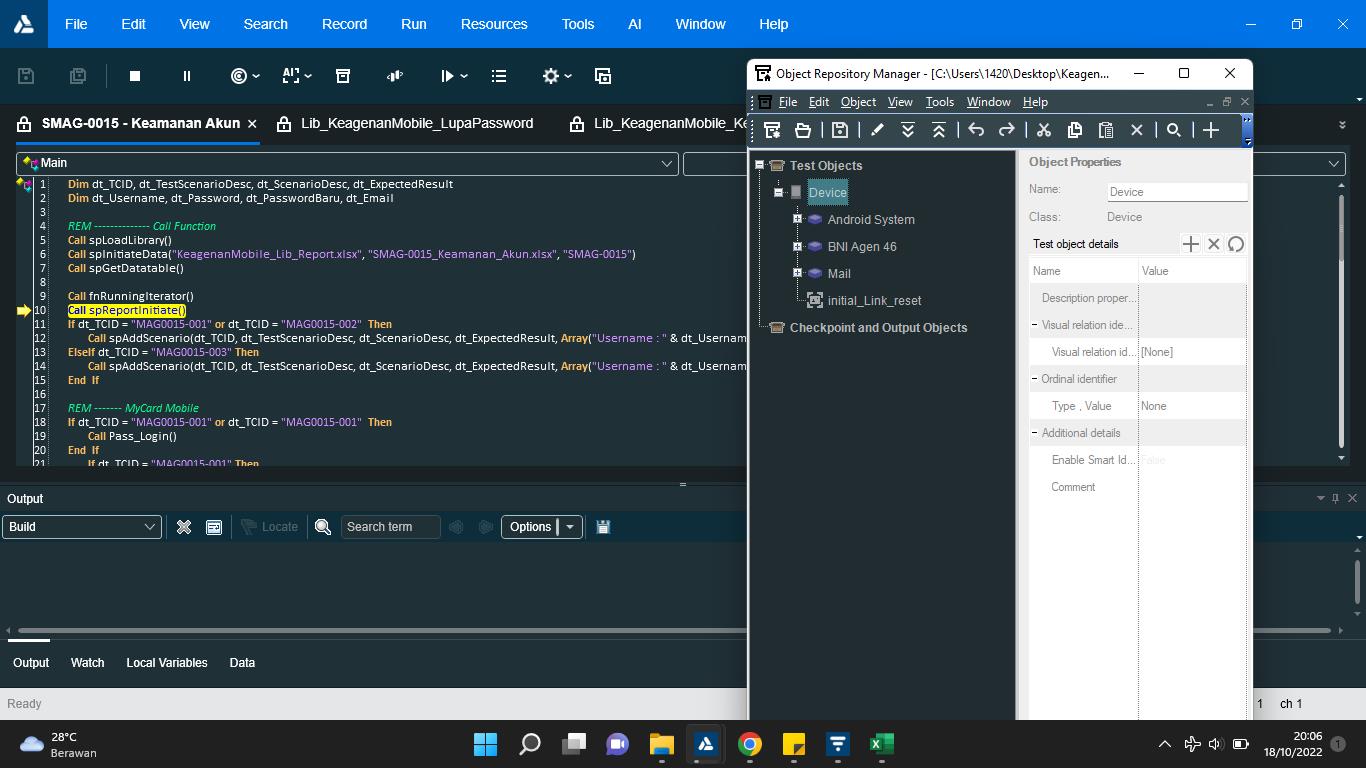 File Edit View Search Record Run Resources Tools AI Window Help
AI
SMAG-0015 - Keamanan Akun
Lib_KeagenanMobile_LupaPassword
Lib_KeagenanMobile_Ke
Main
1 Dim dt_TCID, dt_TestScenarioDesc, dt_ScenarioDesc, dt_ExpectedResult
2 Dim dt_Username, dt_Password, dt_PasswordBaru, dt_Email
3
4 REM -------------- Call Function
5 Call spLoadLibrary()
6 Call spInitiateData("KeagenanMobile_Lib_Report.xlsx", "SMAG-0015_Keamanan_Akun.xlsx", "SMAG-0015")
7 Call spGetDatatable()
8
9 Call fnRunningIterator()
10 Call spReportInitiate()
11 If dt_TCID = "MAG0015-001" or dt_TCID = "MAG0015-002" Then
12 Call spAddScenario(dt_TCID, dt_TestScenarioDesc, dt_ScenarioDesc, dt_ExpectedResult, Array("Username : " & dt_Usernam
13 ElseIf dt_TCID = "MAG0015-003" Then
14 Call spAddScenario(dt_TCID, dt_TestScenarioDesc, dt_ScenarioDesc, dt_ExpectedResult, Array("Username : " & dt_Usernam
15 End If
16
17 REM ------- MyCard Mobile
18 If dt_TCID = "MAG0015-001" or dt_TCID = "MAG0015-001" Then
19 Call Pass_Login()
20 End If
21 If dt_TCID = "MAG0015-001" Then
Output
Build
Locate
Search term
Options
Output Watch Local Variables Data
Ready
1 ch 1
Object Repository Manager - [C:\Users\1420\Desktop\Keagen...
File Edit Object View Tools Window Help
Test Objects
Device
Android System
BNI Agen 46
Mail
initial_Link_reset
Checkpoint and Output Objects
Object Properties
Name: Device
Class: Device
Test object details
Name Value
Description proper...
Visual relation ide...
Visual relation id... [None]
Ordinal identifier
Type , Value None
Additional details
Enable Smart Id... False
Comment
28°C
Berawan
20:06
18/10/2022
1